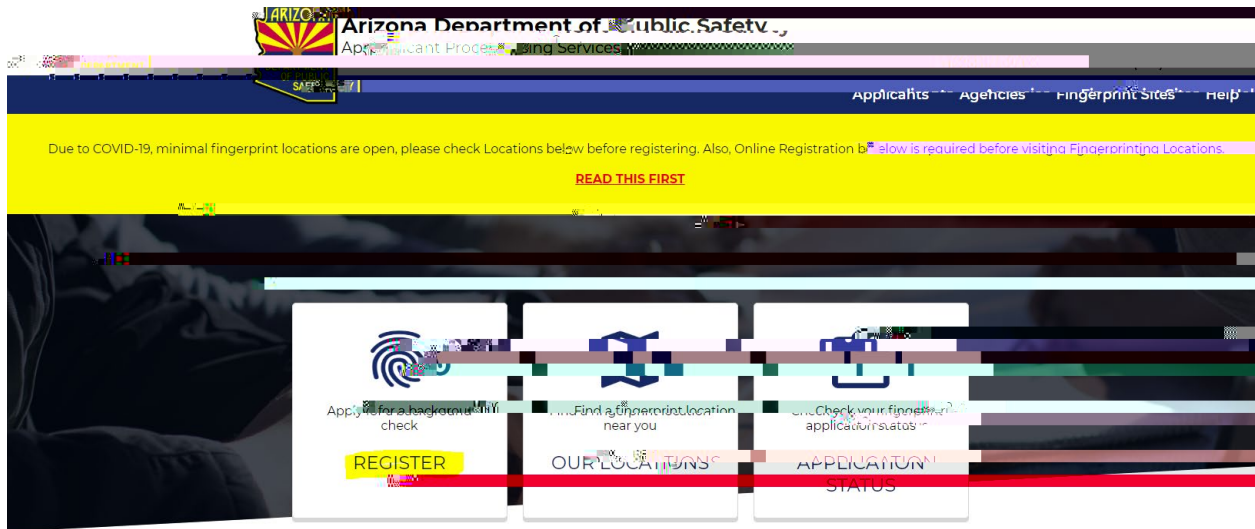 ARIZONA
Arizona Department of Public Safety
Applicant Processing Services
OF PUBLIC
SAFETY
Applicants Agencies Fingerprint Sites Help
Due to COVID-19, minimal fingerprint locations are open, please check Locations below before registering. Also, Online Registration below is required before visiting Fingerprinting Locations.
READ THIS FIRST
Apply for a background check
REGISTER
Find a fingerprint location
near you
OUR LOCATIONS
Check your fingerprint
application status
APPLICATION
STATUS